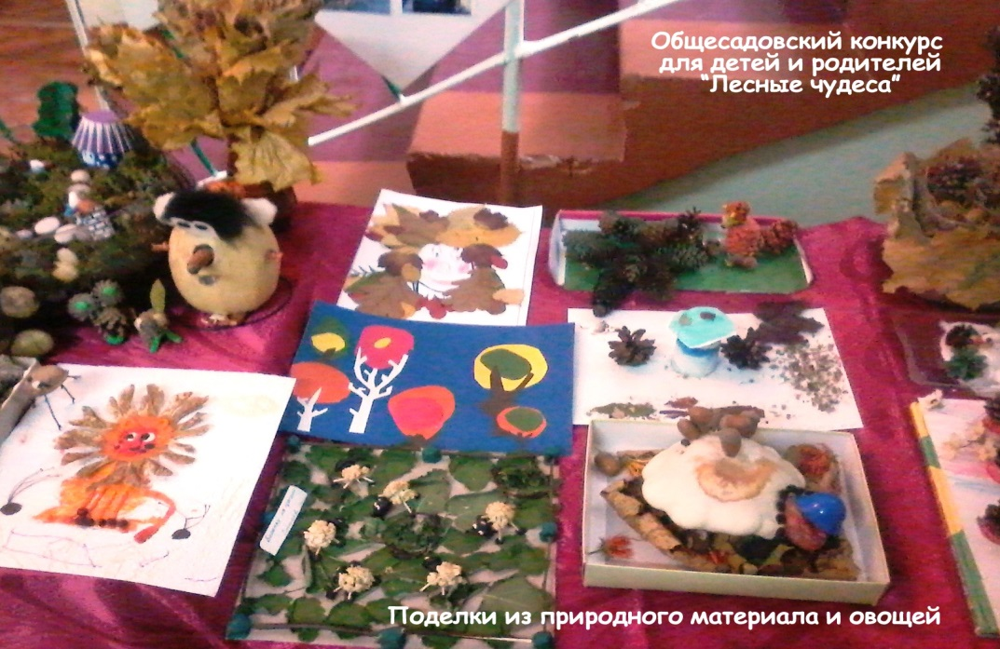 Общесадовский конкурс
для детей и родителей
"Лесные чудеса"
Поделки из природного материала и овощей